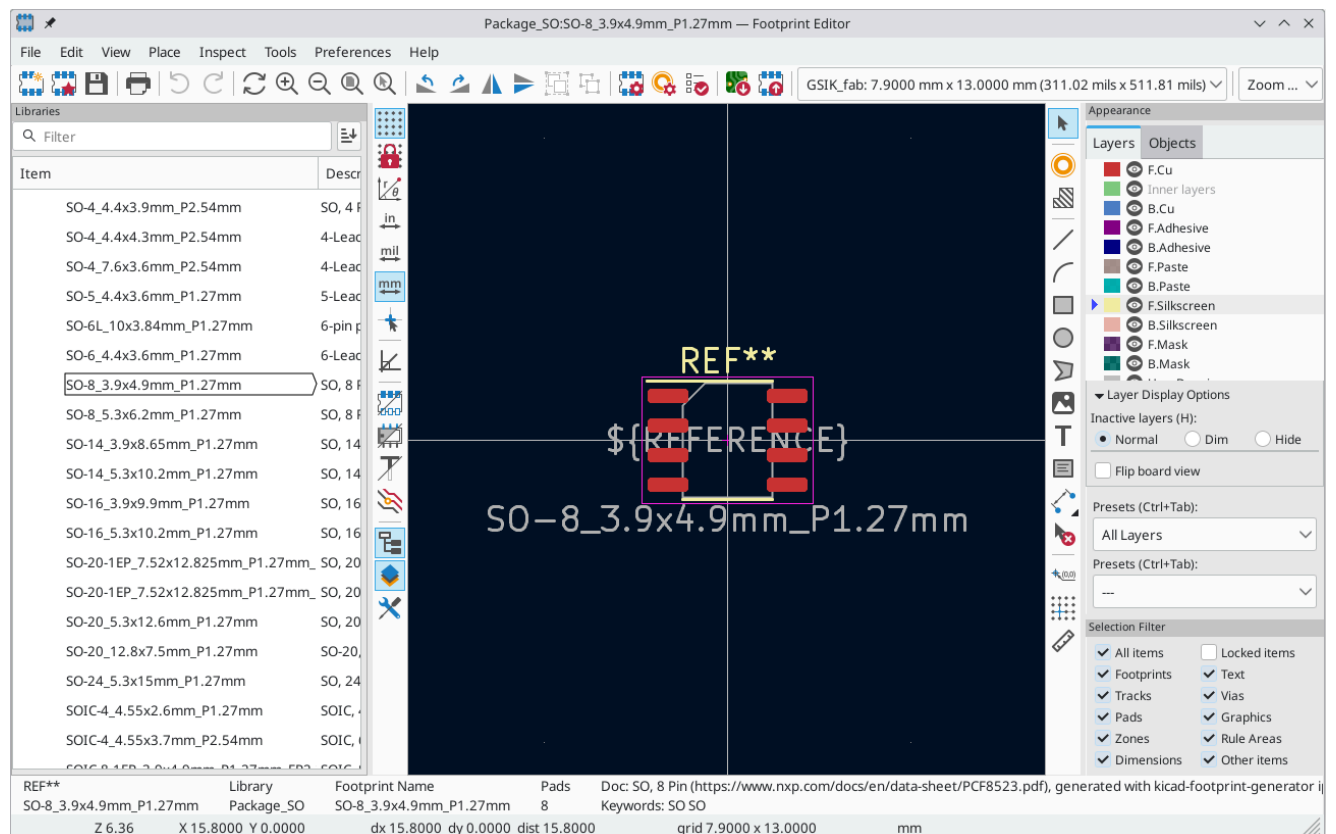 Package_SO:SO-8_3.9x4.9mm_P1.27mm — Footprint Editor
File Edit View Place Inspect Tools Preferences Help
GSIK_fab: 7.9000 mm x 13.0000 mm (311.02 mils x 511.81 mils)
Zoom ...
Libraries
Filter
Item Descr
SO-4_4.4x3.9mm_P2.54mm SO, 4
SO-4_4.4x4.3mm_P2.54mm 4-Lead
SO-4_7.6x3.6mm_P2.54mm 4-Lead
SO-5_4.4x3.6mm_P1.27mm 5-Lead
SO-6L_10x3.84mm_P1.27mm 6-pin p
SO-6_4.4x3.6mm_P1.27mm 6-Lead
SO-8_3.9x4.9mm_P1.27mm SO, 8
SO-8_5.3x6.2mm_P1.27mm SO, 8
SO-14_3.9x8.65mm_P1.27mm SO, 14
SO-14_5.3x10.2mm_P1.27mm SO, 14
SO-16_3.9x9.9mm_P1.27mm SO, 16
SO-16_5.3x10.2mm_P1.27mm SO, 16
SO-20-1EP_7.52x12.825mm_P1.27mm_ SO, 20
SO-20-1EP_7.52x12.825mm_P1.27mm_ SO, 20
SO-20_5.3x12.6mm_P1.27mm SO, 20
SO-20_12.8x7.5mm_P1.27mm SO-20,
SO-24_5.3x15mm_P1.27mm SO, 24
SOIC-4_4.55x2.6mm_P1.27mm SOIC,
SOIC-4_4.55x3.7mm_P2.54mm SOIC,
r
θ
in
mil
mm
REF**
${REFERENCE}
SO-8_3.9x4.9mm_P1.27mm
T
(0,0)
Appearance
Layers Objects
F.Cu
Inner layers
B.Cu
F.Adhesive
B.Adhesive
F.Paste
B.Paste
F.Silkscreen
B.Silkscreen
F.Mask
B.Mask
Layer Display Options
Inactive layers (H):
Normal Dim Hide
Flip board view
Presets (Ctrl+Tab):
All Layers
Presets (Ctrl+Tab):
---
Selection Filter
All items Locked items
Footprints Text
Tracks Vias
Pads Graphics
Zones Rule Areas
Dimensions Other items
REF** Library Footprint Name Pads Doc: SO, 8 Pin (https://www.nxp.com/docs/en/data-sheet/PCF8523.pdf), generated with kicad-footprint-generator
SO-8_3.9x4.9mm_P1.27mm Package_SO SO-8_3.9x4.9mm_P1.27mm 8 Keywords: SO SO
Z 6.36 X 15.8000 Y 0.0000 dx 15.8000 dy 0.0000 dist 15.8000 grid 7.9000 x 13.0000 mm